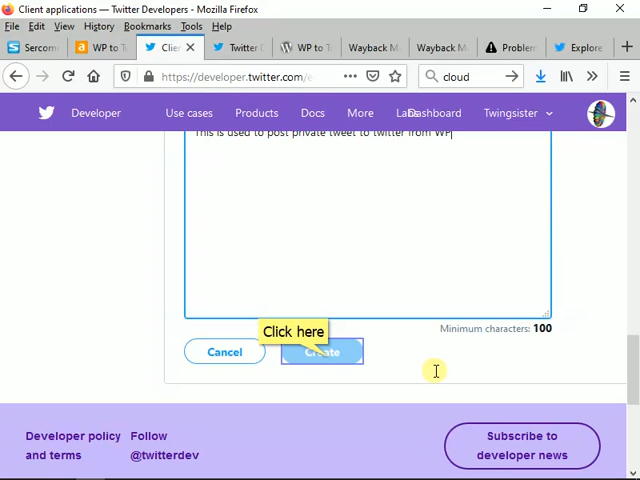 Client applications — Twitter Developers - Mozilla Firefox
File Edit View History Bookmarks Tools Help
Sercom
WP to T
Clie
Twitter D
WP to T
Wayback M
Wayback M
Problem
Explore
https://developer.twitter.com/e
cloud
Developer
Use cases
Products
Docs
More
Labs
Dashboard
Twingsister
This is used to post private tweet to twitter from WP
Minimum characters: 100
Click here
Cancel
Create
Developer policy
and terms
Follow
@twitterdev
Subscribe to
developer news